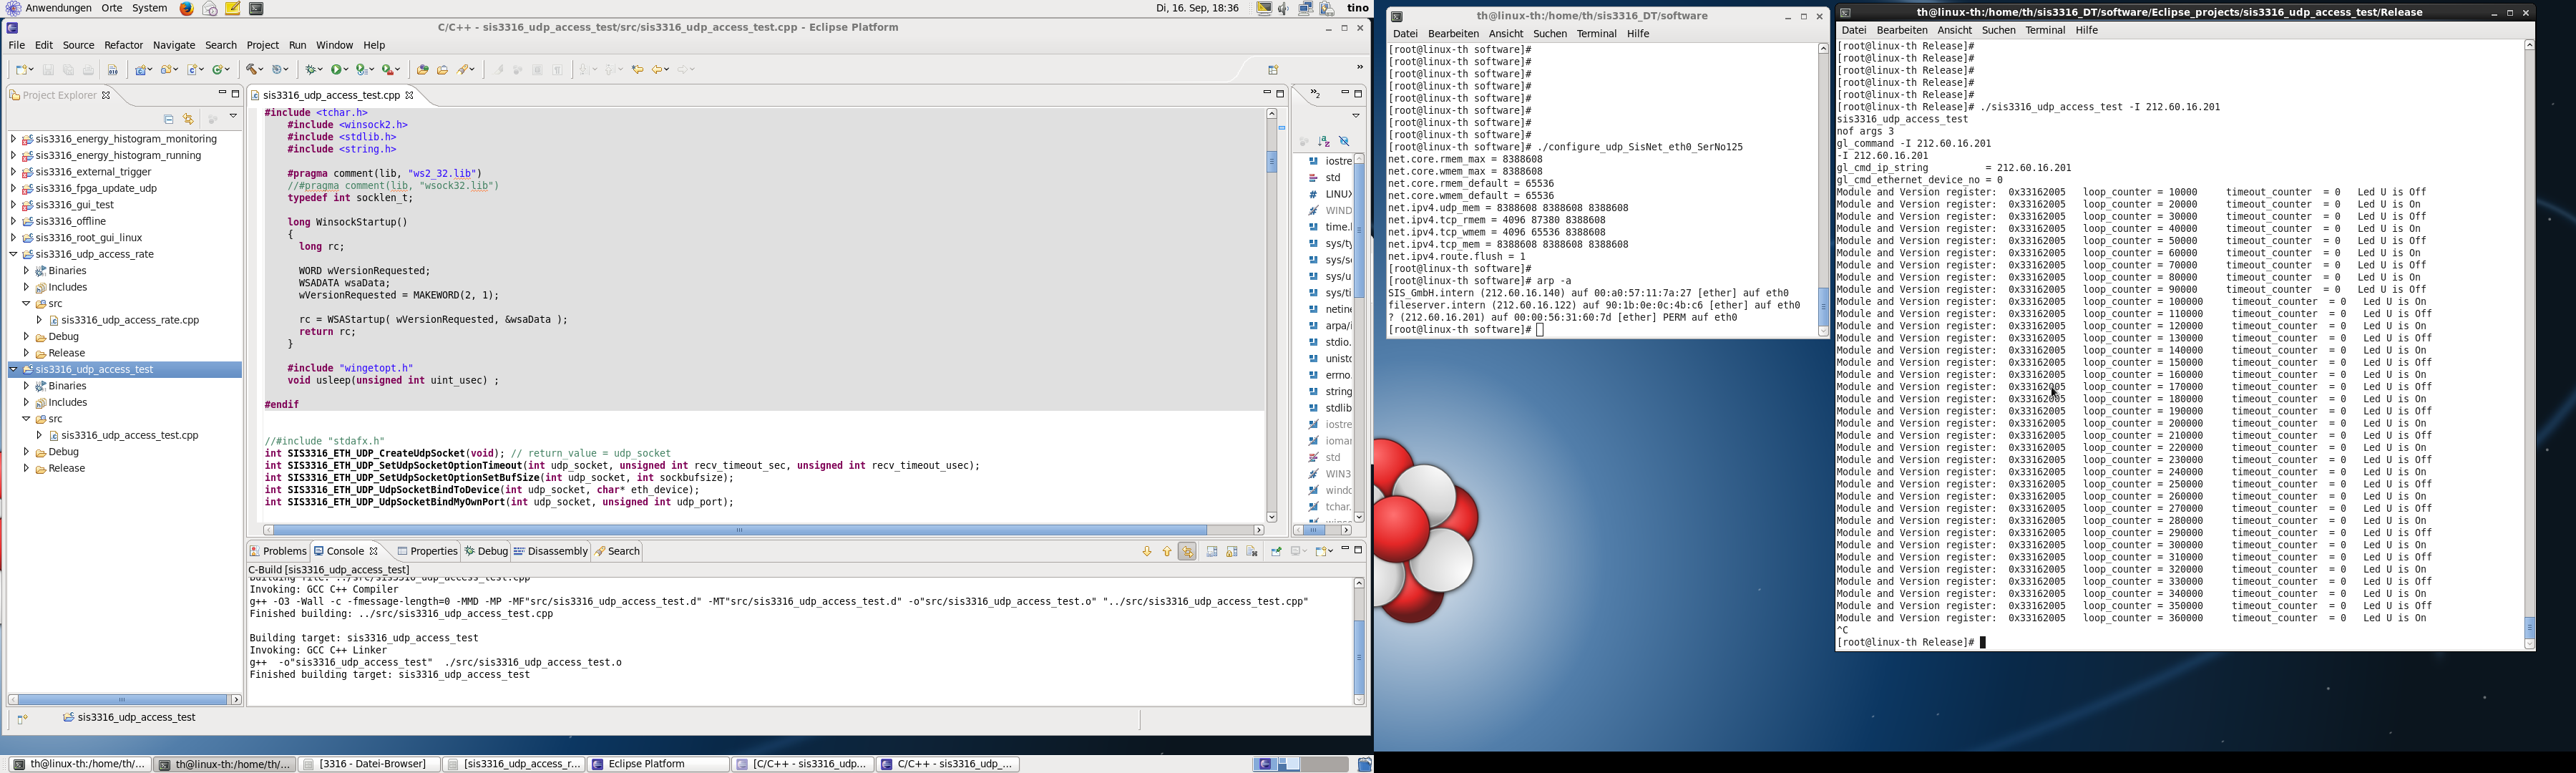 Anwendungen Orte System
Di, 16. Sep, 18:36 tino
C/C++ - sis3316_udp_access_test/src/sis3316_udp_access_test.cpp - Eclipse Platform
File Edit Source Refactor Navigate Search Project Run Window Help
Project Explorer
sis3316_energy_histogram_monitoring
sis3316_energy_histogram_running
sis3316_external_trigger
sis3316_fpga_update_udp
sis3316_gui_test
sis3316_offline
sis3316_root_gui_linux
sis3316_udp_access_rate
Binaries
Includes
src
sis3316_udp_access_rate.cpp
Debug
Release
sis3316_udp_access_test
Binaries
Includes
src
sis3316_udp_access_test.cpp
Debug
Release
sis3316_udp_access_test.cpp
#include <tchar.h>
#include <winsock2.h>
#include <stdlib.h>
#include <string.h>
#pragma comment(lib, "ws2_32.lib")
//#pragma comment(lib, "wsock32.lib")
typedef int socklen_t;
long WinsockStartup()
{
long rc;
WORD wVersionRequested;
WSADATA wsaData;
wVersionRequested = MAKEWORD(2, 1);
rc = WSAStartup( wVersionRequested, &wsaData );
return rc;
}
#include "wingetopt.h"
void usleep(unsigned int uint_usec) ;
#endif
//#include "stdafx.h"
int SIS3316_ETH_UDP_CreateUdpSocket(void); // return_value = udp_socket
int SIS3316_ETH_UDP_SetUdpSocketOptionTimeout(int udp_socket, unsigned int recv_timeout_sec, unsigned int recv_timeout_usec);
int SIS3316_ETH_UDP_SetUdpSocketOptionSetBufSize(int udp_socket, int sockbufsize);
int SIS3316_ETH_UDP_UdpSocketBindToDevice(int udp_socket, char* eth_device);
int SIS3316_ETH_UDP_UdpSocketBindMyOwnPort(int udp_socket, unsigned int udp_port);
iostre
std
LINUX
WIND
time.l
sys/ty
sys/so
sys/u
sys/ti
netine
arpa/i
stdio.
unistc
errno.
string
stdlib
iostre
iomar
std
WIN3
windo
tchar.
Problems Console Properties Debug Disassembly Search
C-Build [sis3316_udp_access_test]
Building file: ../src/sis3316_udp_access_test.cpp
Invoking: GCC C++ Compiler
g++ -O3 -Wall -c -fmessage-length=0 -MMD -MP -MF"src/sis3316_udp_access_test.d" -MT"src/sis3316_udp_access_test.d" -o"src/sis3316_udp_access_test.o" "../src/sis3316_udp_access_test.cpp"
Finished building: ../src/sis3316_udp_access_test.cpp
Building target: sis3316_udp_access_test
Invoking: GCC C++ Linker
g++ -o"sis3316_udp_access_test" ./src/sis3316_udp_access_test.o
Finished building target: sis3316_udp_access_test
sis3316_udp_access_test
th@linux-th:/home/th/... th@linux-th:/home/th/... [3316 - Datei-Browser] [sis3316_udp_access_r... Eclipse Platform [C/C++ - sis3316_udp... C/C++ - sis3316_udp_...
th@linux-th:/home/th/sis3316_DT/software
Datei Bearbeiten Ansicht Suchen Terminal Hilfe
[root@linux-th software]#
[root@linux-th software]#
[root@linux-th software]#
[root@linux-th software]#
[root@linux-th software]#
[root@linux-th software]#
[root@linux-th software]#
[root@linux-th software]#
[root@linux-th software]# ./configure_udp_SisNet_eth0_SerNo125
net.core.rmem_max = 8388608
net.core.wmem_max = 8388608
net.core.rmem_default = 65536
net.core.wmem_default = 65536
net.ipv4.udp_mem = 8388608 8388608 8388608
net.ipv4.tcp_rmem = 4096 87380 8388608
net.ipv4.tcp_wmem = 4096 65536 8388608
net.ipv4.tcp_mem = 8388608 8388608 8388608
net.ipv4.route.flush = 1
[root@linux-th software]#
[root@linux-th software]# arp -a
SIS_GmbH.intern (212.60.16.140) auf 00:a0:57:11:7a:27 [ether] auf eth0
fileserver.intern (212.60.16.122) auf 90:1b:0e:0c:4b:c6 [ether] auf eth0
? (212.60.16.201) auf 00:00:56:31:60:7d [ether] PERM auf eth0
[root@linux-th software]#
th@linux-th:/home/th/sis3316_DT/software/Eclipse_projects/sis3316_udp_access_test/Release
Datei Bearbeiten Ansicht Suchen Terminal Hilfe
[root@linux-th Release]#
[root@linux-th Release]#
[root@linux-th Release]#
[root@linux-th Release]#
[root@linux-th Release]#
[root@linux-th Release]# ./sis3316_udp_access_test -I 212.60.16.201
sis3316_udp_access_test
nof args 3
gl_command -I 212.60.16.201
-I 212.60.16.201
gl_cmd_ip_string = 212.60.16.201
gl_cmd_ethernet_device_no = 0
Module and Version register: 0x33162005 loop_counter = 10000 timeout_counter = 0 Led U is Off
Module and Version register: 0x33162005 loop_counter = 20000 timeout_counter = 0 Led U is On
Module and Version register: 0x33162005 loop_counter = 30000 timeout_counter = 0 Led U is Off
Module and Version register: 0x33162005 loop_counter = 40000 timeout_counter = 0 Led U is On
Module and Version register: 0x33162005 loop_counter = 50000 timeout_counter = 0 Led U is Off
Module and Version register: 0x33162005 loop_counter = 60000 timeout_counter = 0 Led U is On
Module and Version register: 0x33162005 loop_counter = 70000 timeout_counter = 0 Led U is Off
Module and Version register: 0x33162005 loop_counter = 80000 timeout_counter = 0 Led U is On
Module and Version register: 0x33162005 loop_counter = 90000 timeout_counter = 0 Led U is Off
Module and Version register: 0x33162005 loop_counter = 100000 timeout_counter = 0 Led U is On
Module and Version register: 0x33162005 loop_counter = 110000 timeout_counter = 0 Led U is Off
Module and Version register: 0x33162005 loop_counter = 120000 timeout_counter = 0 Led U is On
Module and Version register: 0x33162005 loop_counter = 130000 timeout_counter = 0 Led U is Off
Module and Version register: 0x33162005 loop_counter = 140000 timeout_counter = 0 Led U is On
Module and Version register: 0x33162005 loop_counter = 150000 timeout_counter = 0 Led U is Off
Module and Version register: 0x33162005 loop_counter = 160000 timeout_counter = 0 Led U is On
Module and Version register: 0x33162005 loop_counter = 170000 timeout_counter = 0 Led U is Off
Module and Version register: 0x33162005 loop_counter = 180000 timeout_counter = 0 Led U is On
Module and Version register: 0x33162005 loop_counter = 190000 timeout_counter = 0 Led U is Off
Module and Version register: 0x33162005 loop_counter = 200000 timeout_counter = 0 Led U is On
Module and Version register: 0x33162005 loop_counter = 210000 timeout_counter = 0 Led U is Off
Module and Version register: 0x33162005 loop_counter = 220000 timeout_counter = 0 Led U is On
Module and Version register: 0x33162005 loop_counter = 230000 timeout_counter = 0 Led U is Off
Module and Version register: 0x33162005 loop_counter = 240000 timeout_counter = 0 Led U is On
Module and Version register: 0x33162005 loop_counter = 250000 timeout_counter = 0 Led U is Off
Module and Version register: 0x33162005 loop_counter = 260000 timeout_counter = 0 Led U is On
Module and Version register: 0x33162005 loop_counter = 270000 timeout_counter = 0 Led U is Off
Module and Version register: 0x33162005 loop_counter = 280000 timeout_counter = 0 Led U is On
Module and Version register: 0x33162005 loop_counter = 290000 timeout_counter = 0 Led U is Off
Module and Version register: 0x33162005 loop_counter = 300000 timeout_counter = 0 Led U is On
Module and Version register: 0x33162005 loop_counter = 310000 timeout_counter = 0 Led U is Off
Module and Version register: 0x33162005 loop_counter = 320000 timeout_counter = 0 Led U is On
Module and Version register: 0x33162005 loop_counter = 330000 timeout_counter = 0 Led U is Off
Module and Version register: 0x33162005 loop_counter = 340000 timeout_counter = 0 Led U is On
Module and Version register: 0x33162005 loop_counter = 350000 timeout_counter = 0 Led U is Off
Module and Version register: 0x33162005 loop_counter = 360000 timeout_counter = 0 Led U is On
^C
[root@linux-th Release]#